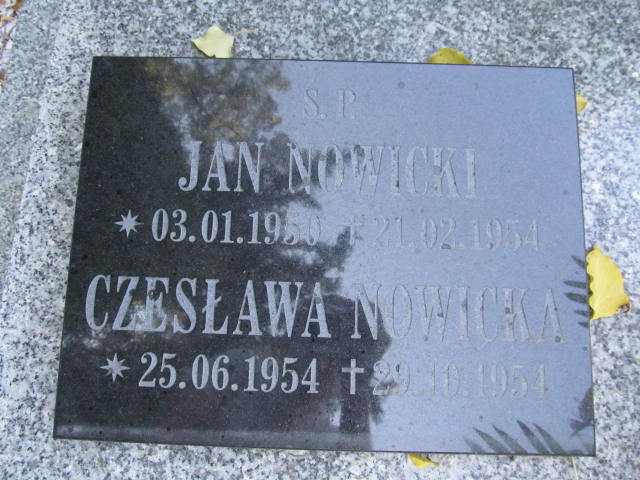 Ś. P.
JAN NOWICKI
* 03.01.1950 † 21.02.1954
CZESŁAWA NOWICKA
* 25.06.1954 † 29.10.1954